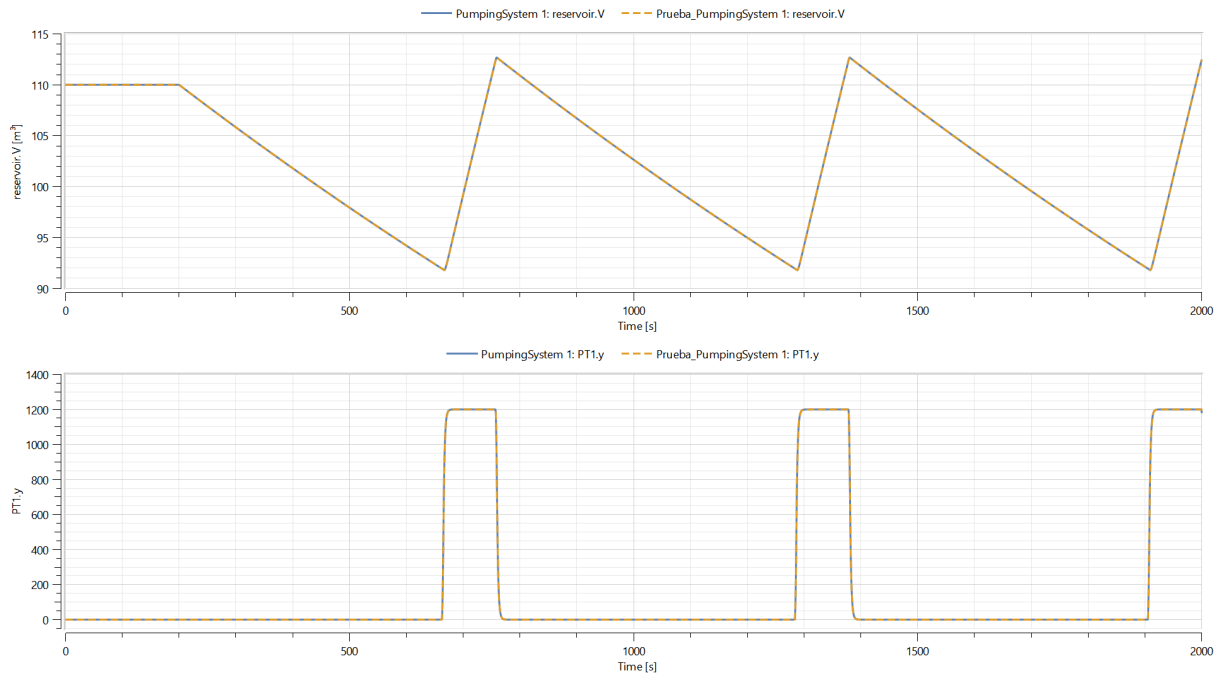 PumpingSystem 1: reservoir.V Prueba_PumpingSystem 1: reservoir.V
115
110
105
100
95
90
reservoir.V [m³]
0 500 1000 1500 2000
Time [s]
PumpingSystem 1: PT1.y Prueba_PumpingSystem 1: PT1.y
1400
1200
1000
800
600
400
200
0
PT1.y
0 500 1000 1500 2000
Time [s]